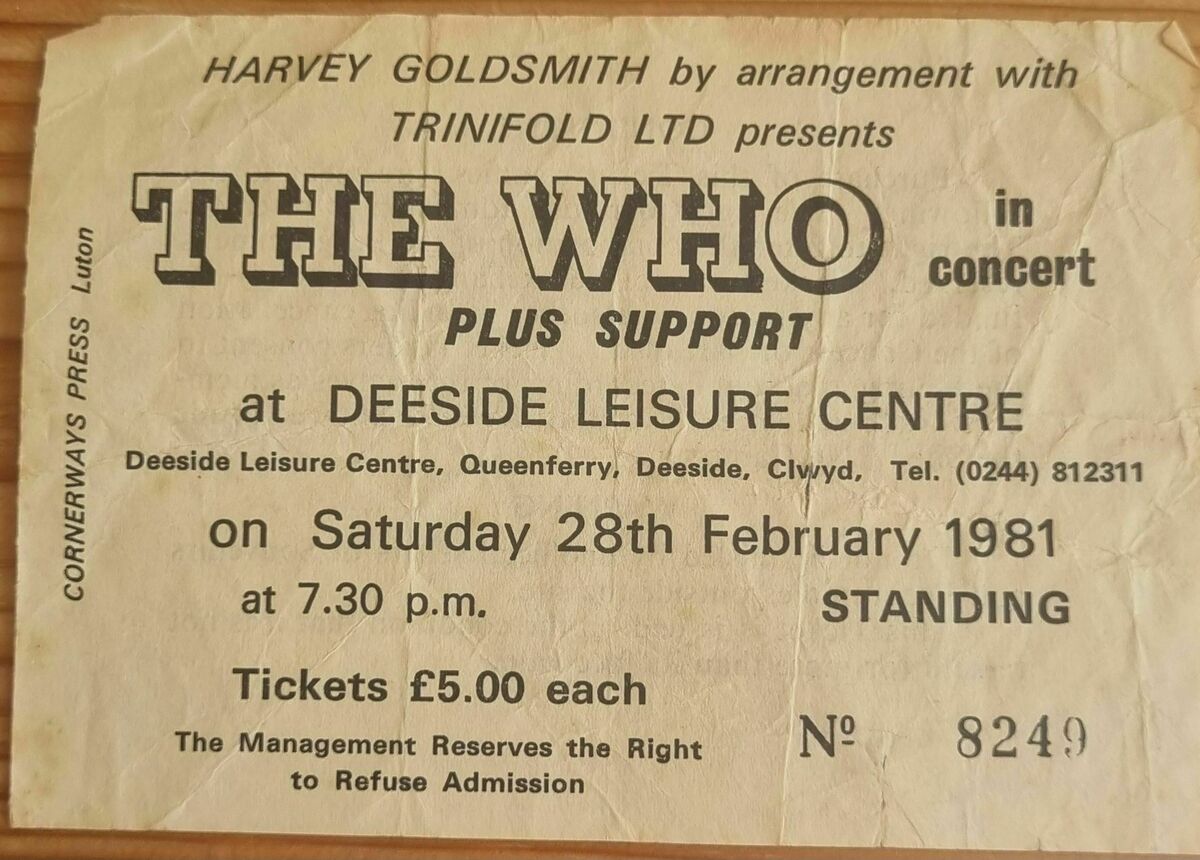 HARVEY GOLDSMITH by arrangement with
TRINIFOLD LTD presents
THE WHO in concert
PLUS SUPPORT
at DEESIDE LEISURE CENTRE
Deeside Leisure Centre, Queenferry, Deeside, Clwyd, Tel. (0244) 812311
on Saturday 28th February 1981
at 7.30 p.m. STANDING
Tickets £5.00 each
The Management Reserves the Right
to Refuse Admission
Nº 8249
CORNERWAYS PRESS Luton